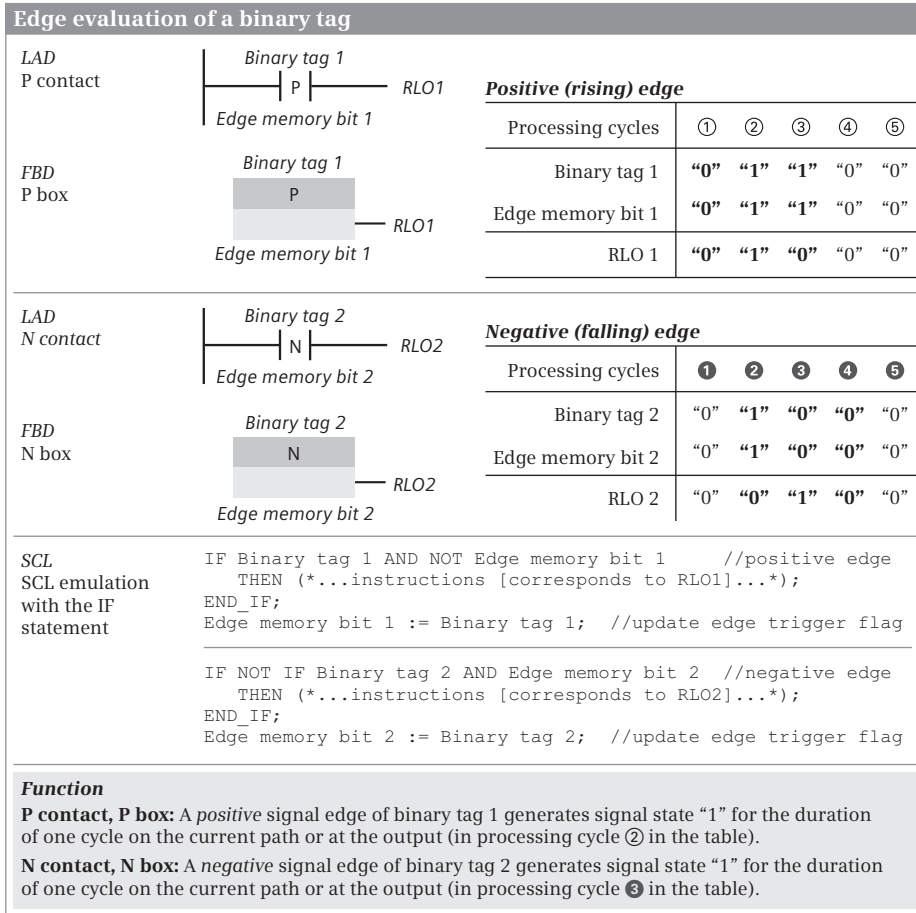 Edge evaluation of a binary tag
LAD
P contact
Binary tag 1
P
RLO1
Edge memory bit 1
FBD
P box
Binary tag 1
P
RLO1
Edge memory bit 1
Positive (rising) edge
Processing cycles ① ② ③ ④ ⑤
Binary tag 1 “0” “1” “1” “0” “0”
Edge memory bit 1 “0” “1” “1” “0” “0”
RLO 1 “0” “1” “0” “0” “0”
LAD
N contact
Binary tag 2
N
RLO2
Edge memory bit 2
FBD
N box
Binary tag 2
N
RLO2
Edge memory bit 2
Negative (falling) edge
Processing cycles ❶ ❷ ❸ ❹ ❺
Binary tag 2 “0” “1” “0” “0” “0”
Edge memory bit 2 “0” “1” “0” “0” “0”
RLO 2 “0” “0” “1” “0” “0”
SCL
SCL emulation
with the IF
statement
IF Binary tag 1 AND NOT Edge memory bit 1 //positive edge
THEN (*...instructions [corresponds to RLO1]...*);
END_IF;
Edge memory bit 1 := Binary tag 1; //update edge trigger flag
IF NOT IF Binary tag 2 AND Edge memory bit 2 //negative edge
THEN (*...instructions [corresponds to RLO2]...*);
END_IF;
Edge memory bit 2 := Binary tag 2; //update edge trigger flag
Function
P contact, P box: A positive signal edge of binary tag 1 generates signal state “1” for the duration
of one cycle on the current path or at the output (in processing cycle ② in the table).
N contact, N box: A negative signal edge of binary tag 2 generates signal state “1” for the duration
of one cycle on the current path or at the output (in processing cycle ❸ in the table).